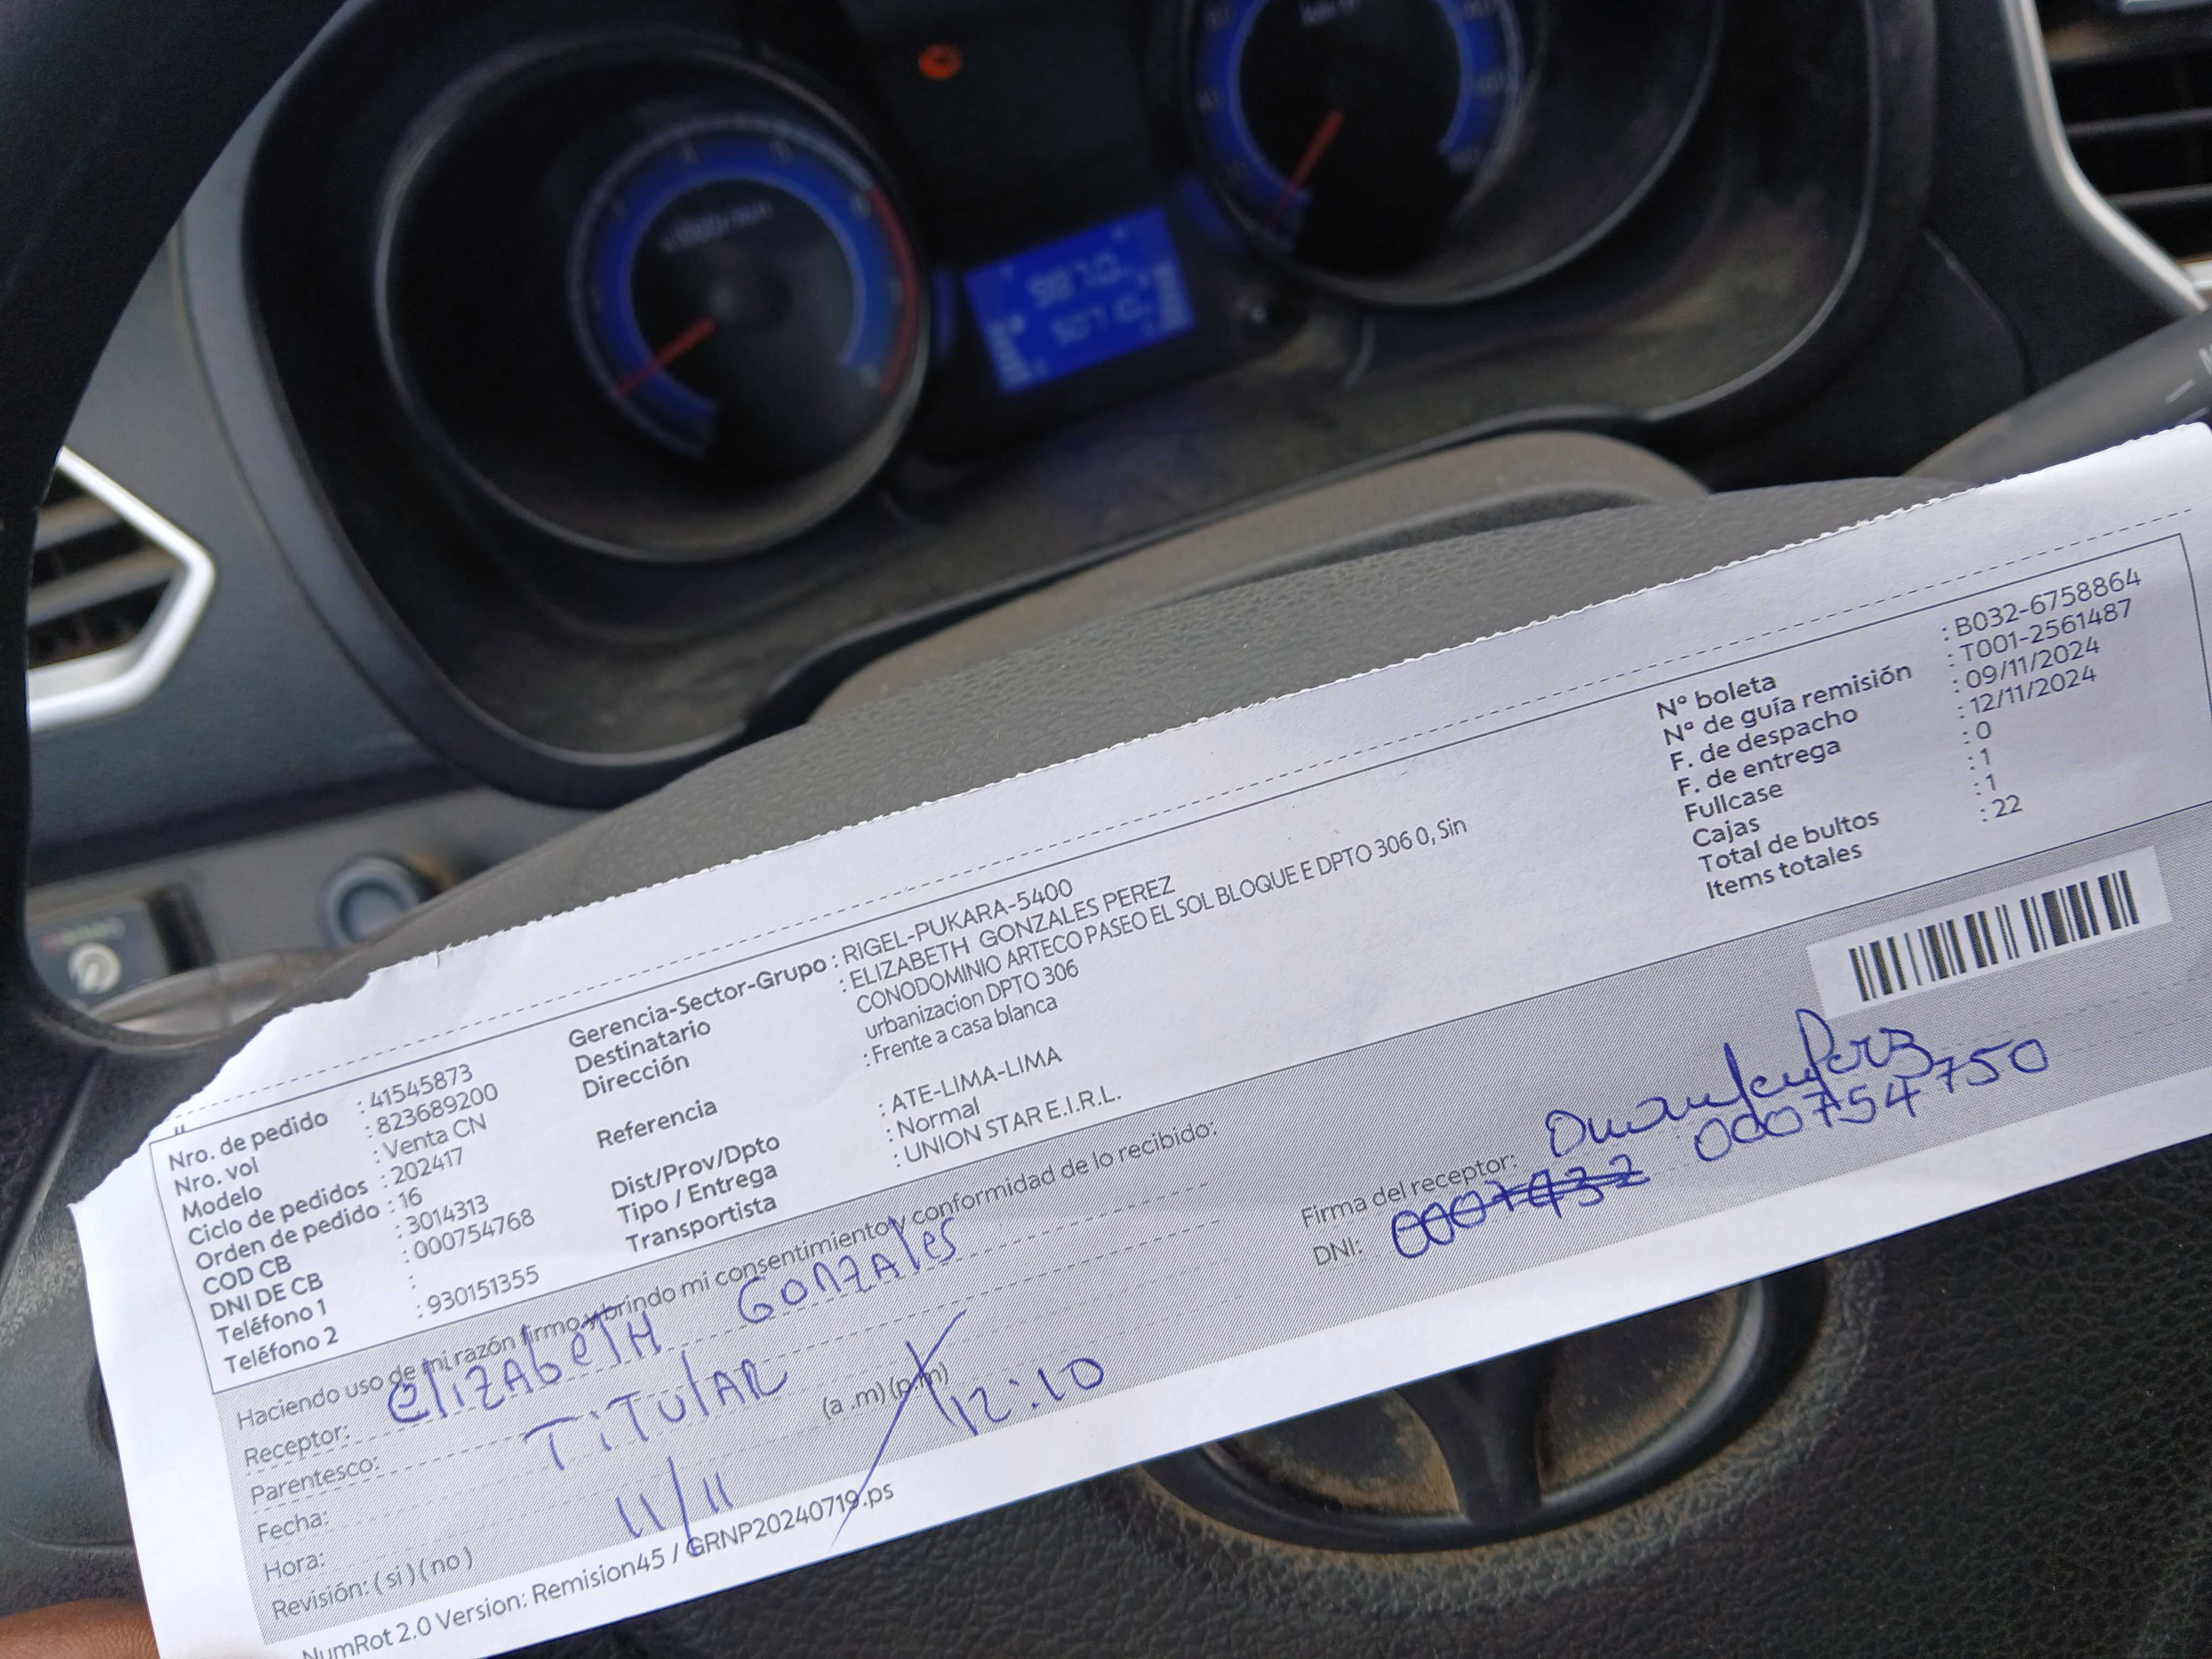 Nro. de pedido : 41545873
Nro. vol : 823689200
Modelo : Venta CN
Ciclo de pedidos : 202417
Orden de pedido : 16
COD CB : 3014313
DNI DE CB : 000754768
Teléfono 1 :
Teléfono 2 : 930151355
Gerencia-Sector-Grupo : RIGEL-PUKARA-5400
Destinatario : ELIZABETH GONZALES PEREZ
Dirección CONODOMINIO ARTECO PASEO EL SOL BLOQUE E DPTO 306 0, Sin
urbanizacion DPTO 306
Referencia : Frente a casa blanca
Dist/Prov/Dpto : ATE-LIMA-LIMA
Tipo / Entrega : Normal
Transportista : UNION STAR E.I.R.L.
N° boleta : B032-6758864
N° de guía remisión : T001-2561487
F. de despacho : 09/11/2024
F. de entrega : 12/11/2024
Fullcase : 0
Cajas : 1
Total de bultos : 1
Items totales : 22
Haciendo uso de mi razón firmo y brindo mi consentimiento y conformidad de lo recibido:
Receptor: elizabeth Gonzales
Parentesco: Titular
Fecha: 11/11
Hora: (a .m) (p.m) 12:10
Revisión: ( si ) ( no )
Firma del receptor:
DNI: 000754750
NumRot 2.0 Version: Remision45 / GRNP20240719.ps